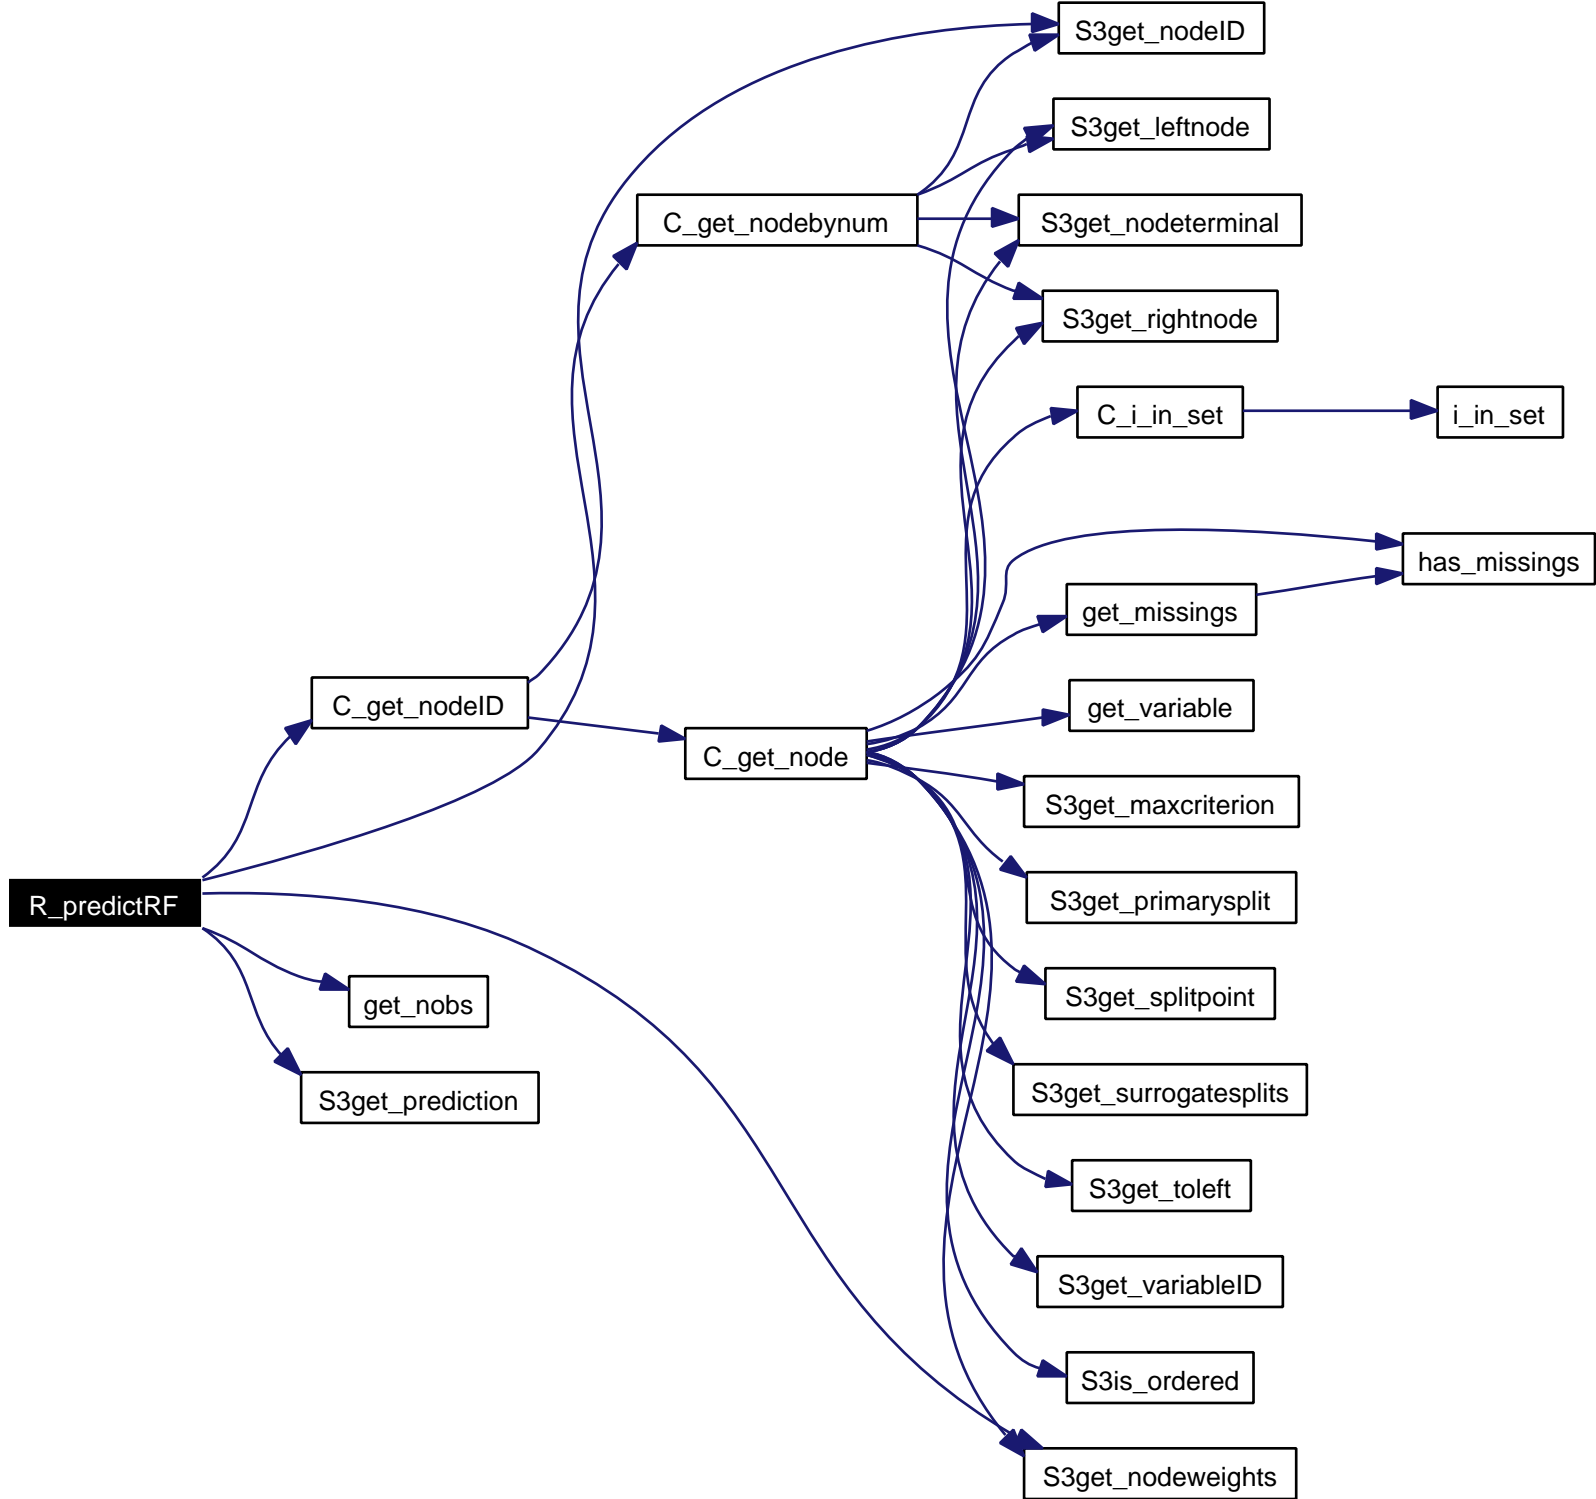 S3get_nodeID
S3get_leftnode
C_get_nodebynum
S3get_nodeterminal
S3get_rightnode
C_i_in_set
i_in_set
has_missings
get_missings
C_get_nodeID
get_variable
C_get_node
S3get_maxcriterion
R_predictRF
S3get_primarysplit
get_nobs
S3get_splitpoint
S3get_prediction
S3get_surrogatesplits
S3get_toleft
S3get_variableID
S3is_ordered
S3get_nodeweights